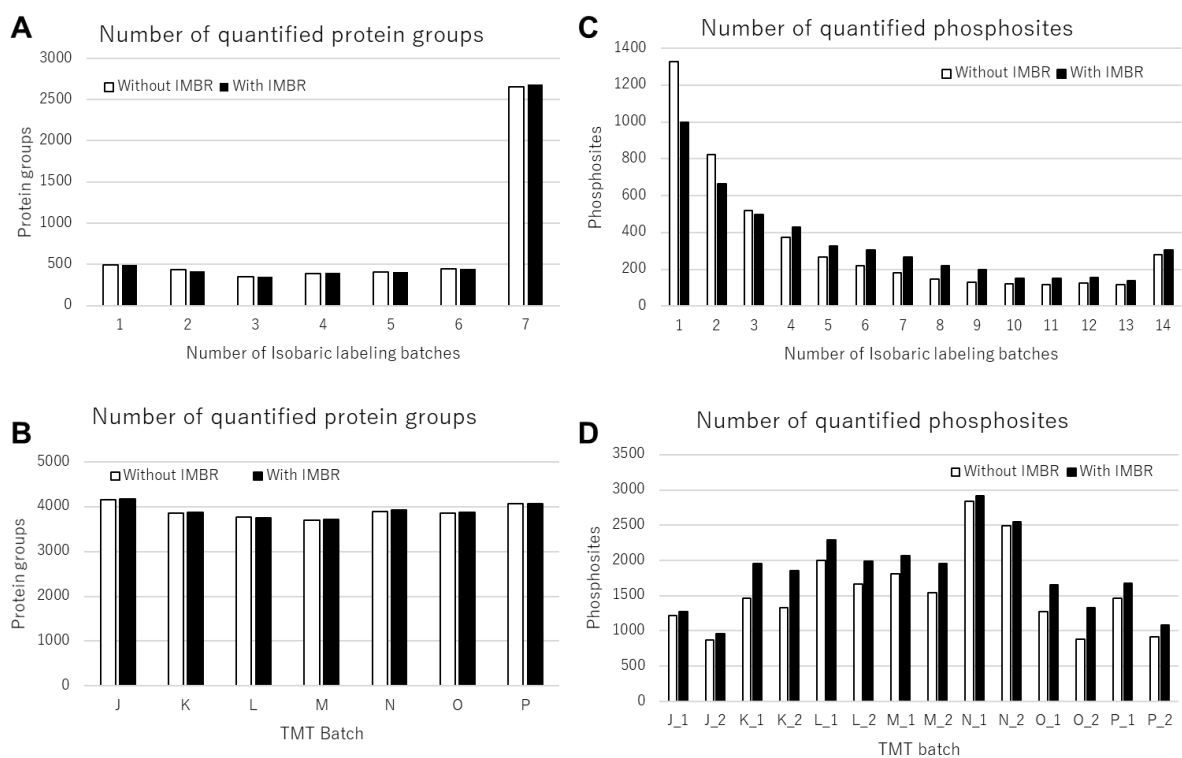 A
Number of quantified protein groups
3000
2500
2000
1500
1000
500
0
Protein groups
Without IMBR With IMBR
1 2 3 4 5 6 7
Number of Isobaric labeling batches
C
Number of quantified phosphosites
1400
1200
1000
800
600
400
200
0
Phosphosites
Without IMBR With IMBR
1 2 3 4 5 6 7 8 9 10 11 12 13 14
Number of Isobaric labeling batches
B
Number of quantified protein groups
5000
4000
3000
2000
1000
0
Protein groups
Without IMBR With IMBR
J K L M N O P
TMT Batch
D
Number of quantified phosphosites
3500
3000
2500
2000
1500
1000
500
0
Phosphosites
Without IMBR With IMBR
J_1 J_2 K_1 K_2 L_1 L_2 M_1 M_2 N_1 N_2 O_1 O_2 P_1 P_2
TMT batch